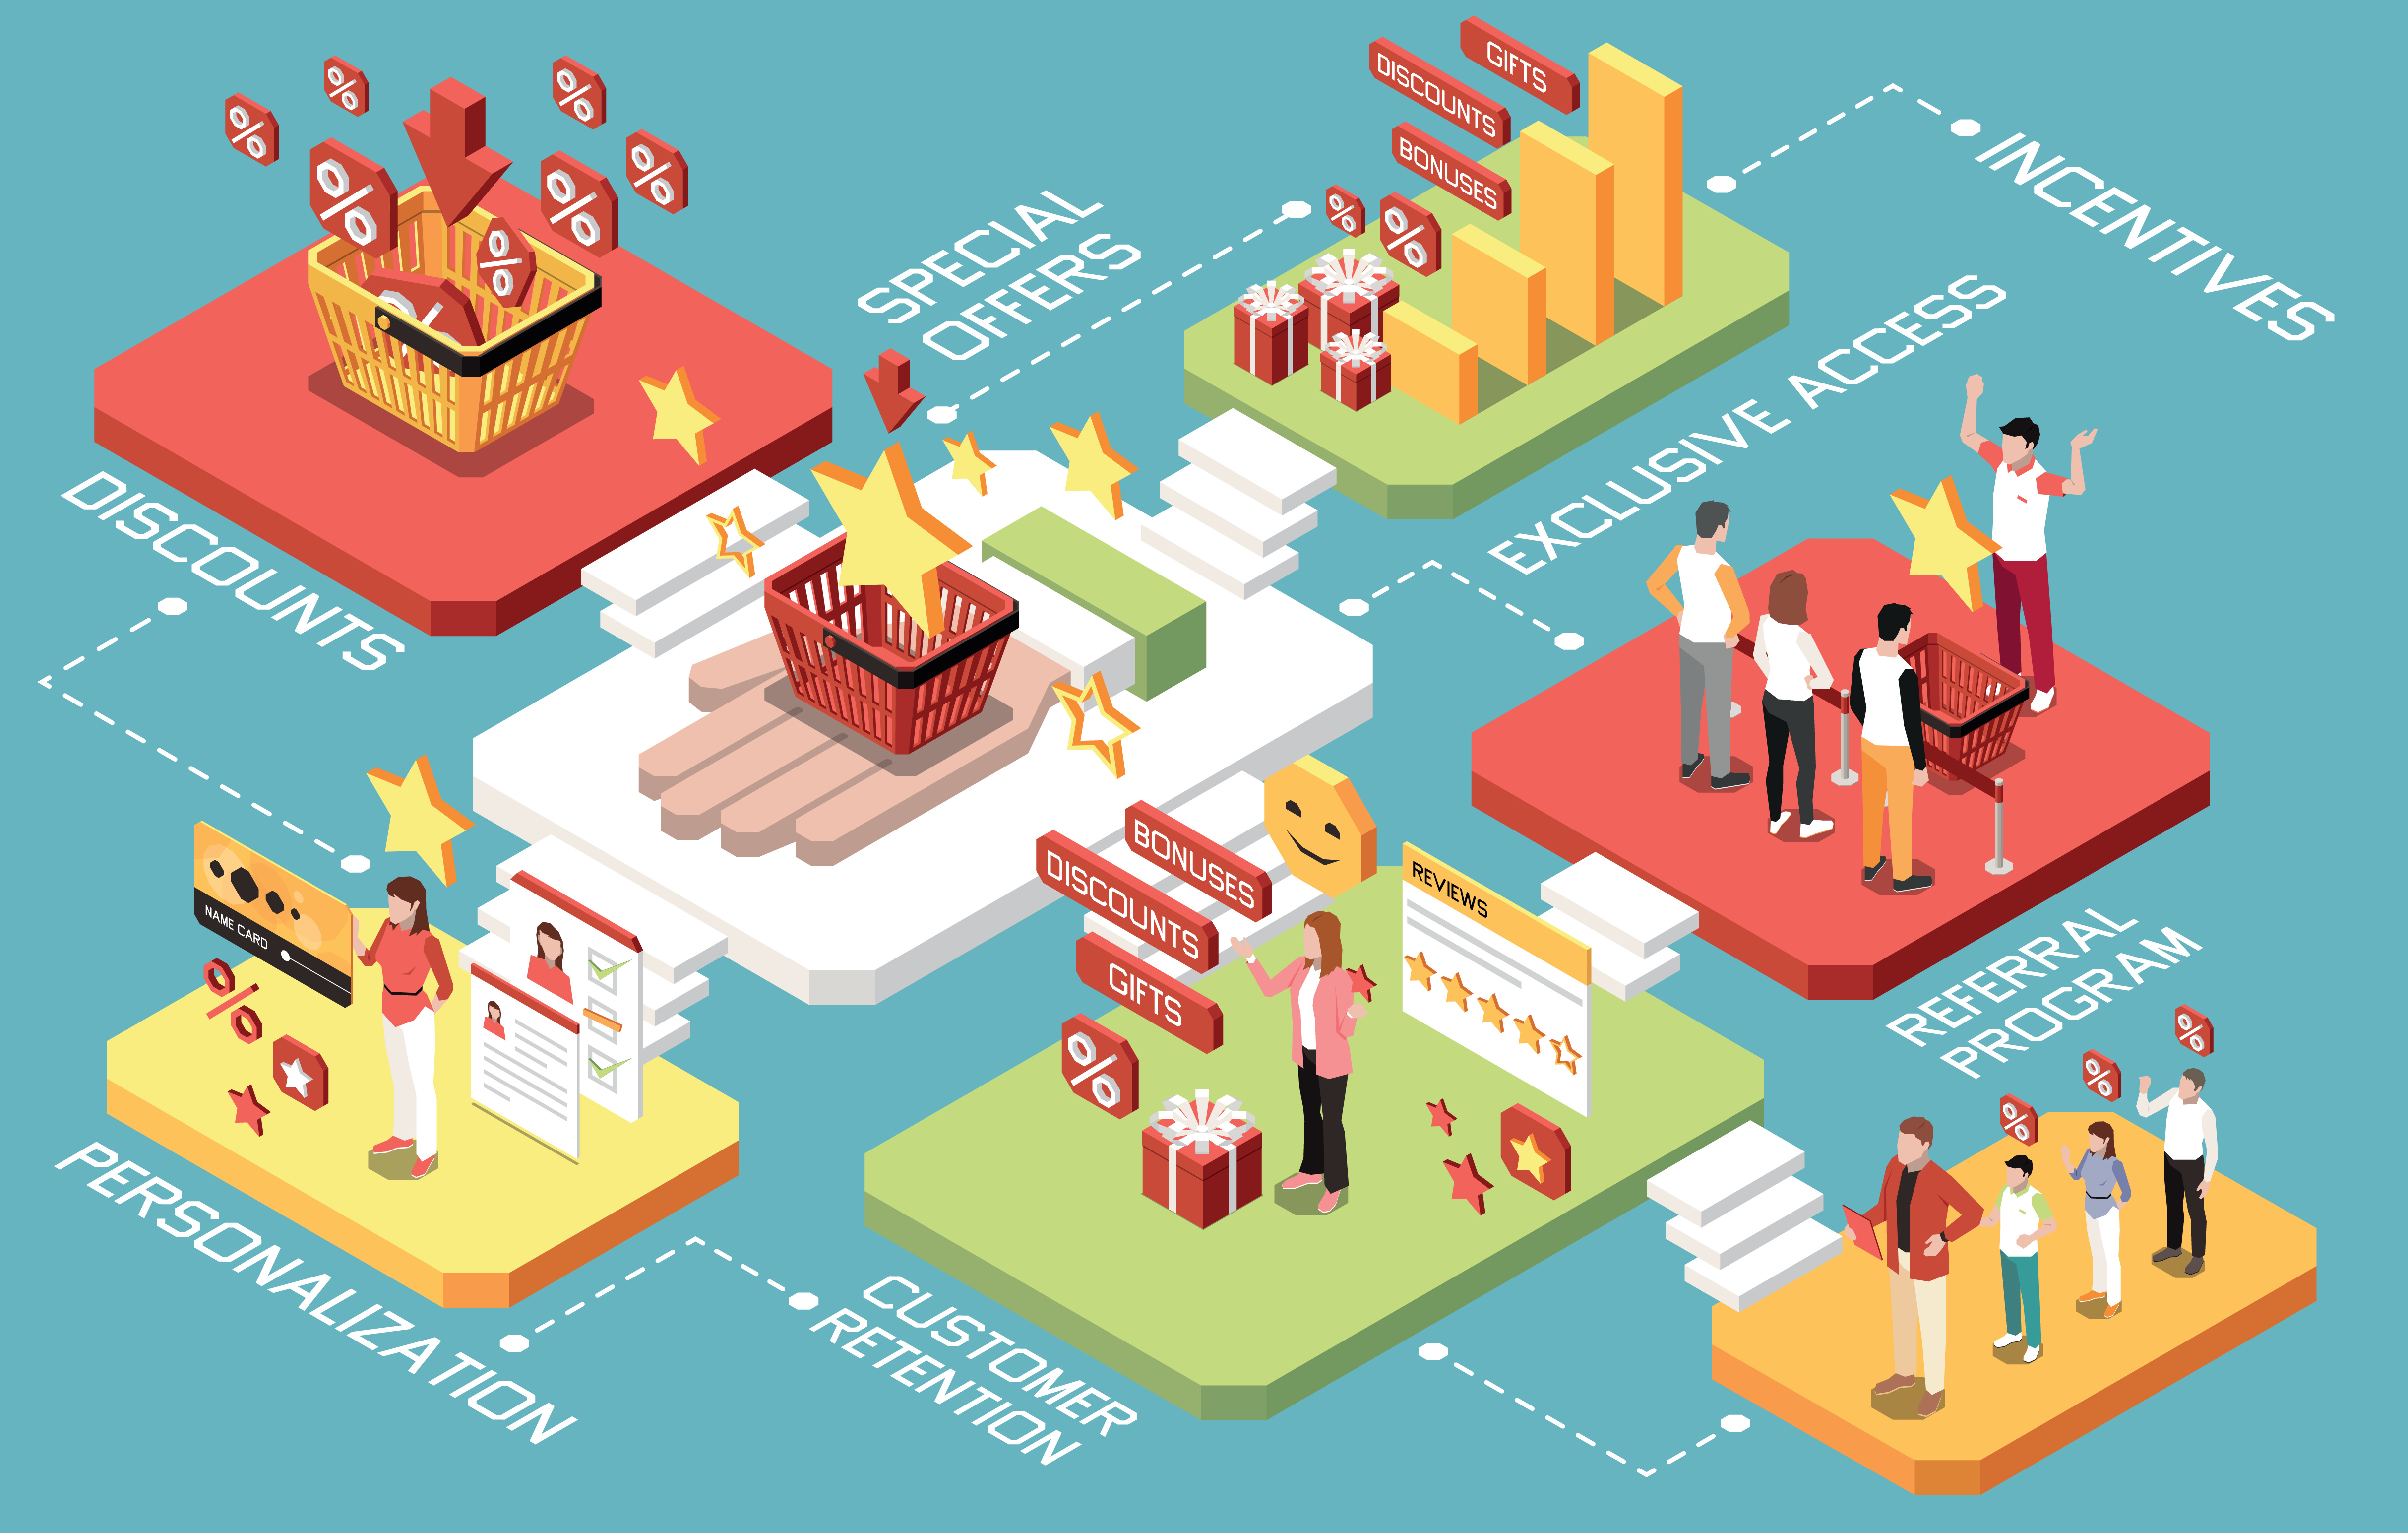 GIFTS
DISCOUNTS
BONUSES
INCENTIVES
SPECIAL
OFFERS
EXCLUSIVE ACCESS
DISCOUNTS
BONUSES
DISCOUNTS
GIFTS
REVIEWS
NAME CARD
REFERRAL
PROGRAM
PERSONALIZATION
CUSTOMER
RETENTION